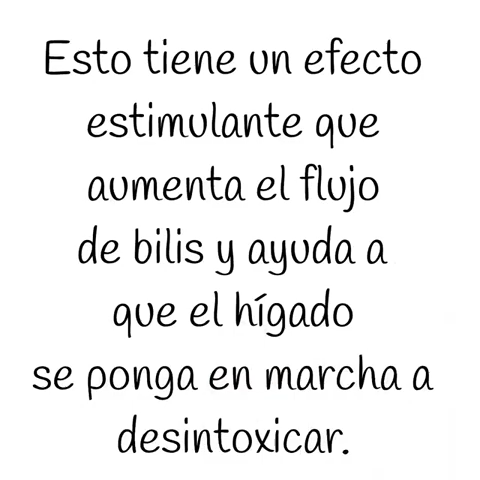 Esto tiene un efecto
estimulante que
aumenta el flujo
de bilis y ayuda a
que el hígado
se ponga en marcha a
desintoxicar.